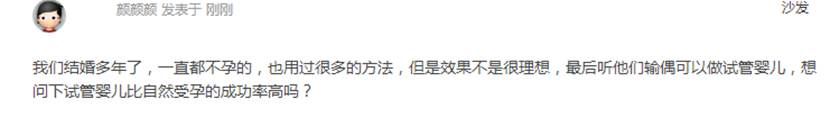 颜颜颜 发表于 刚刚
沙发
我们结婚多年了，一直都不孕的，也用过很多的方法，但是效果不是很理想，最后听他们输偶可以做试管婴儿，想
问下试管婴儿比自然受孕的成功率高吗？